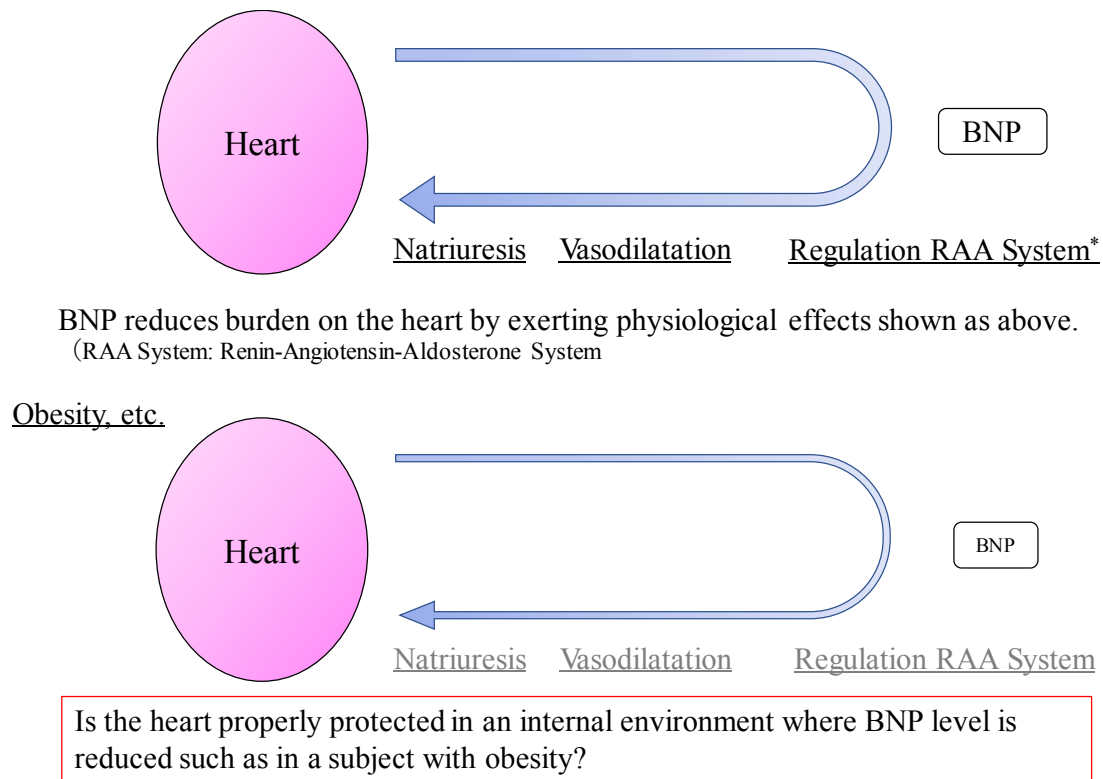 Heart
BNP
Natriuresis Vasodilatation Regulation RAA System*
BNP reduces burden on the heart by exerting physiological effects shown as above.
（RAA System: Renin-Angiotensin-Aldosterone System
Obesity, etc.
Heart
BNP
Natriuresis Vasodilatation Regulation RAA System
Is the heart properly protected in an internal environment where BNP level is
reduced such as in a subject with obesity?